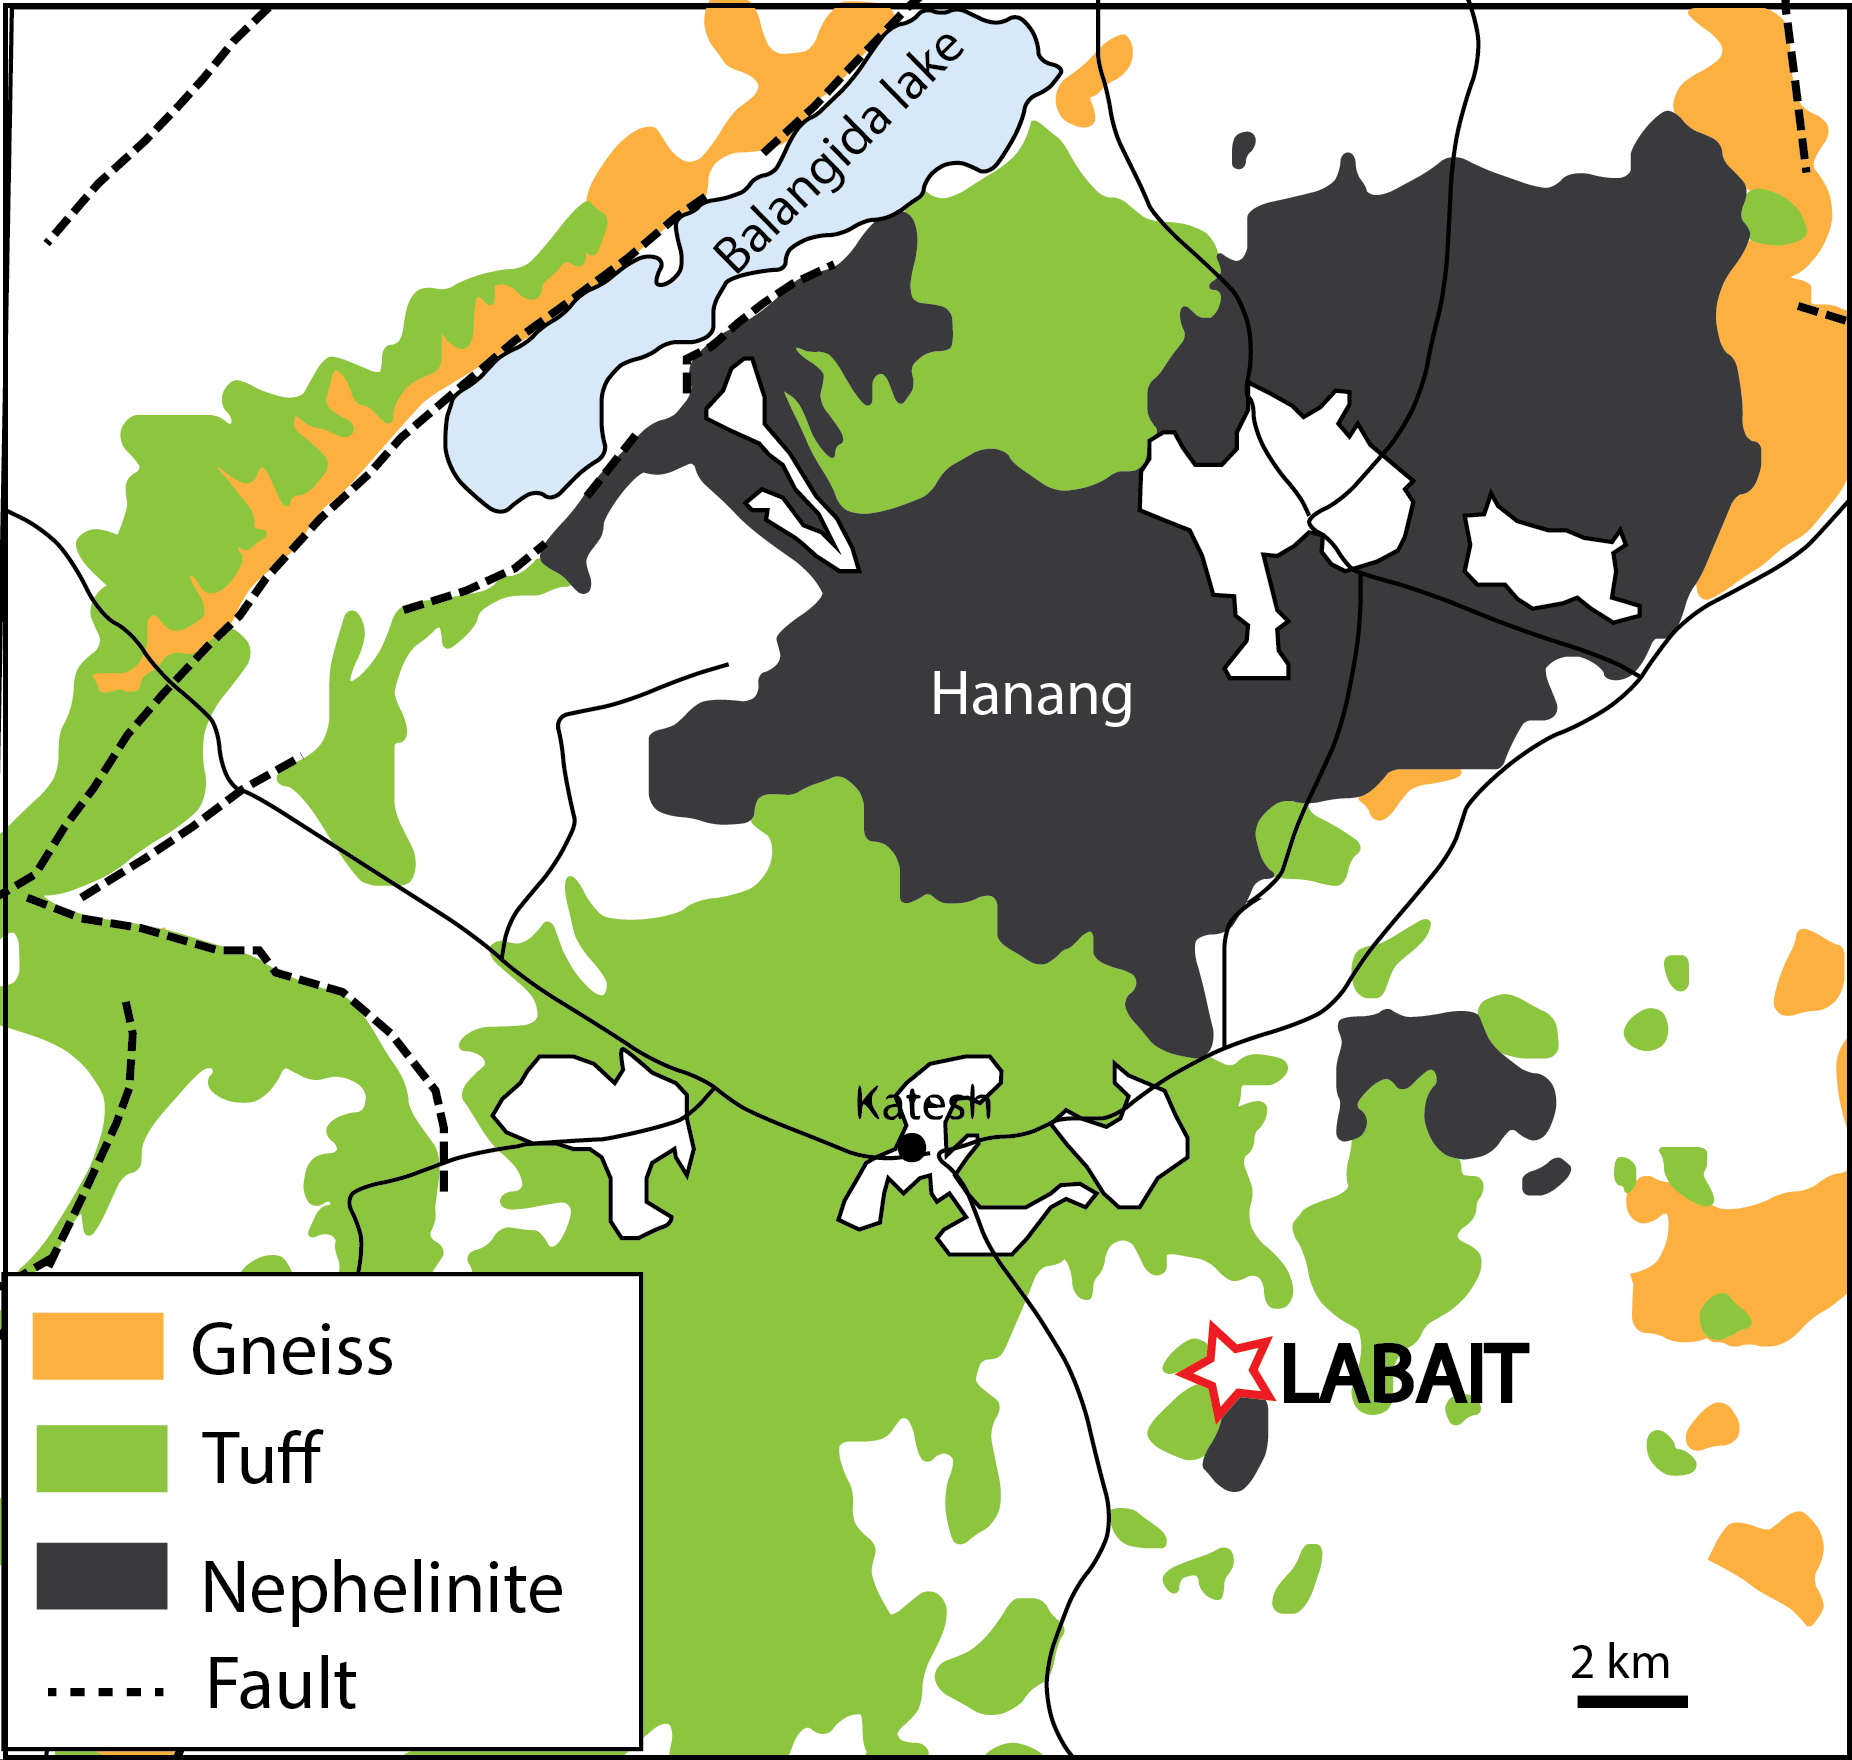 Balangida lake
Hanang
Katesh
LABAIT
Gneiss
Tuff
Nephelinite
Fault
2 km